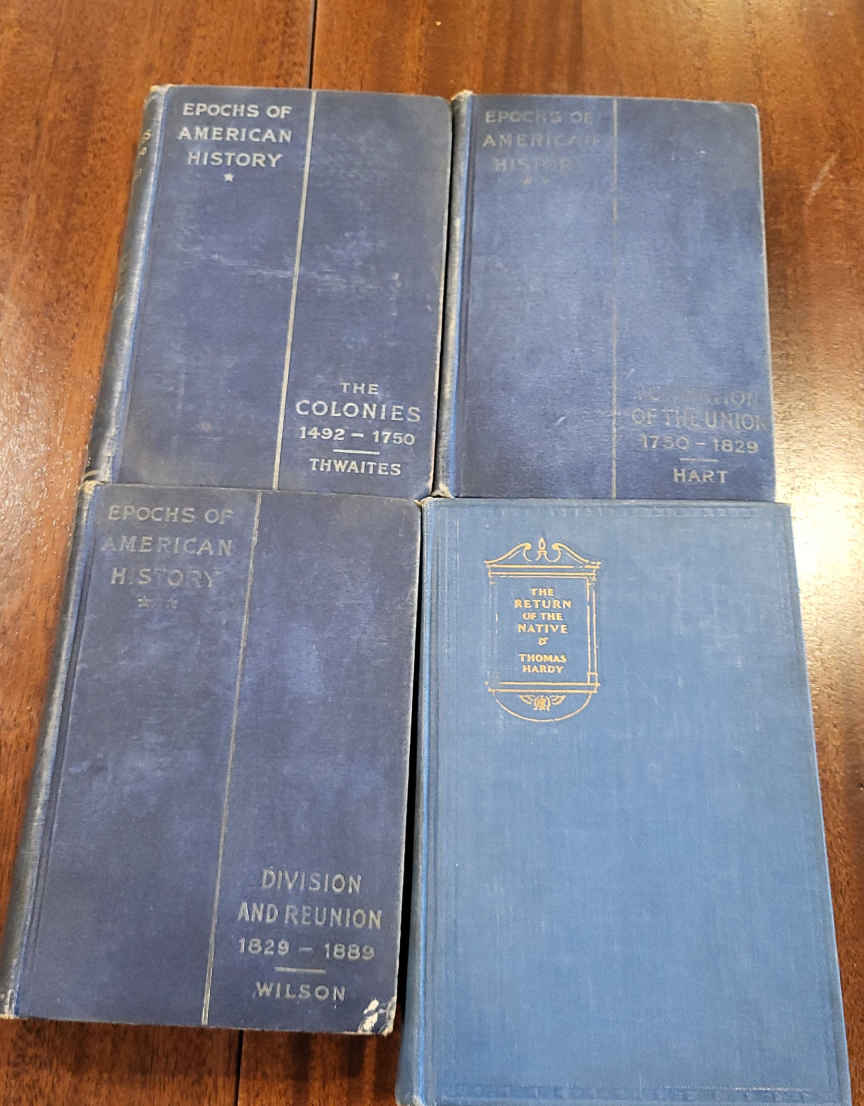 EPOCHS OF
AMERICAN
HISTORY
THE
COLONIES
1492 – 1750
THWAITES
EPOCHS OF
AMERICAN
HISTORY
OF THE UNION
1750 – 1829
HART
EPOCHS OF
AMERICAN
HISTORY
DIVISION
AND REUNION
1829 – 1889
WILSON
THE
RETURN
OF THE
NATIVE
THOMAS
HARDY